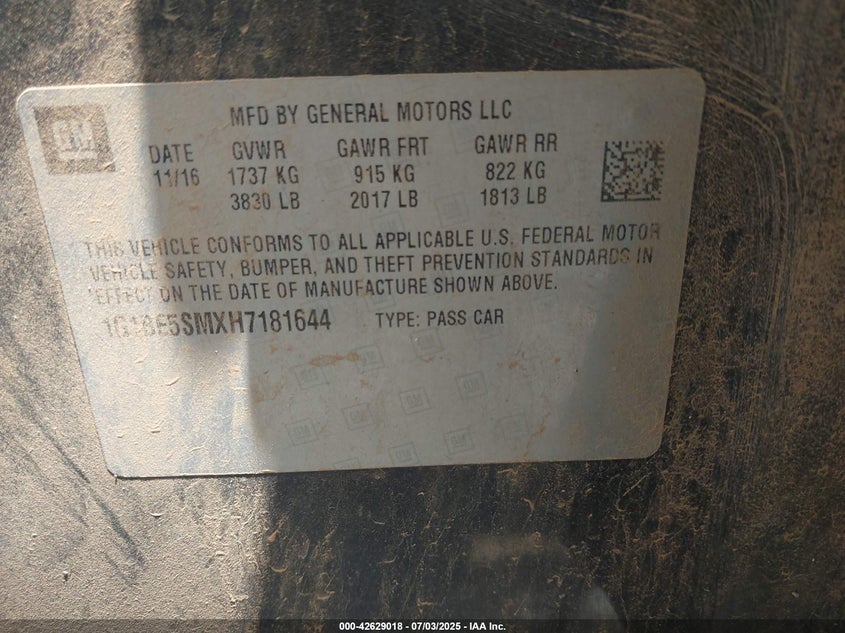 GM
MFD BY GENERAL MOTORS LLC
DATE GVWR GAWR FRT GAWR RR
11/16 1737 KG 915 KG 822 KG
3830 LB 2017 LB 1813 LB
THIS VEHICLE CONFORMS TO ALL APPLICABLE U.S. FEDERAL MOTOR
VEHICLE SAFETY, BUMPER, AND THEFT PREVENTION STANDARDS IN
EFFECT ON THE DATE OF MANUFACTURE SHOWN ABOVE.
1G1BE5SMXH7181644 TYPE: PASS CAR
000-42629018 - 07/03/2025 - IAA Inc.